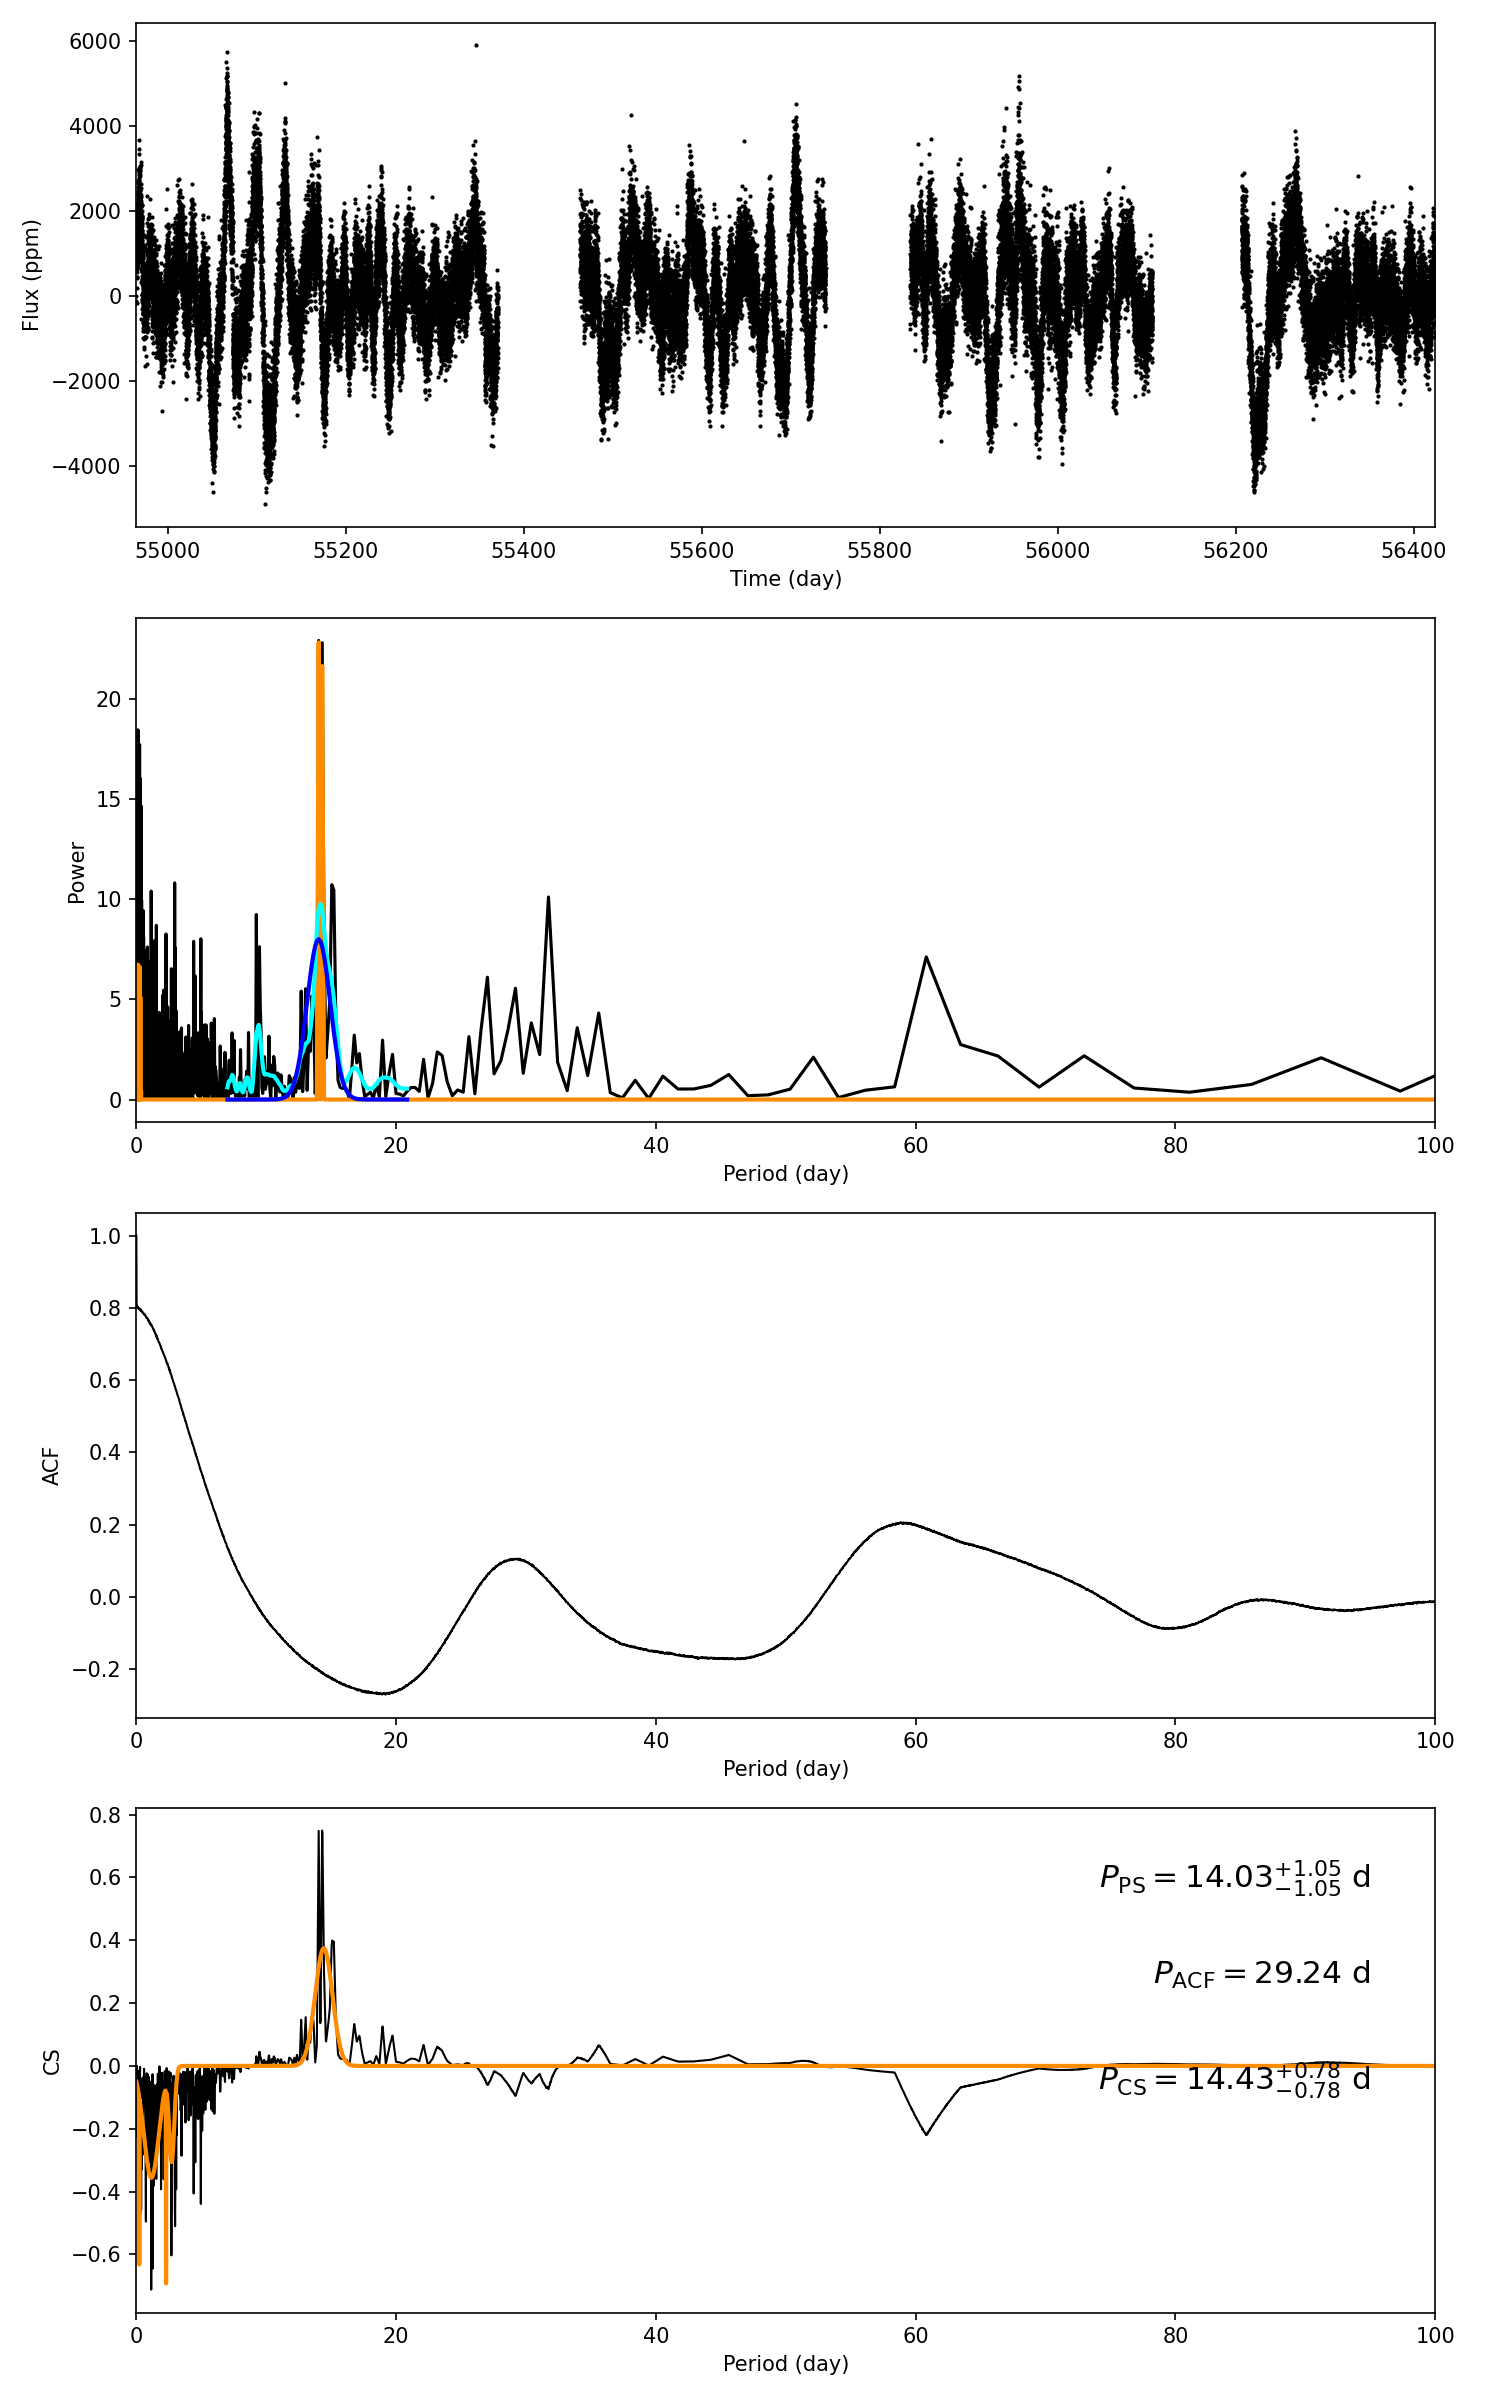 6000
4000
2000
0
−2000
−4000
Flux (ppm)
55000 55200 55400 55600 55800 56000 56200 56400
Time (day)
20
15
10
5
0
Power
0 20 40 60 80 100
Period (day)
1.0
0.8
0.6
0.4
0.2
0.0
−0.2
ACF
0 20 40 60 80 100
Period (day)
0.8
0.6
0.4
0.2
0.0
−0.2
−0.4
−0.6
CS
P_PS = 14.03^{+1.05}_{−1.05} d
P_ACF = 29.24 d
P_CS = 14.43^{+0.78}_{−0.78} d
0 20 40 60 80 100
Period (day)